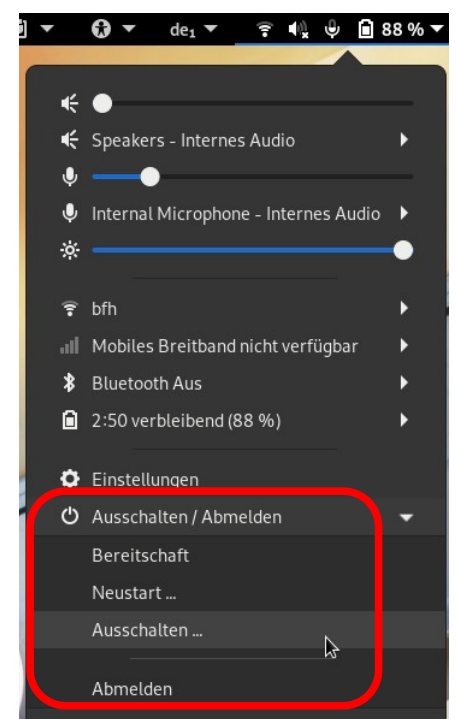 de₁ 88 %
Speakers - Internes Audio
Internal Microphone - Internes Audio
bfh
Mobiles Breitband nicht verfügbar
Bluetooth Aus
2:50 verbleibend (88 %)
Einstellungen
Ausschalten / Abmelden
Bereitschaft
Neustart ...
Ausschalten ...
Abmelden